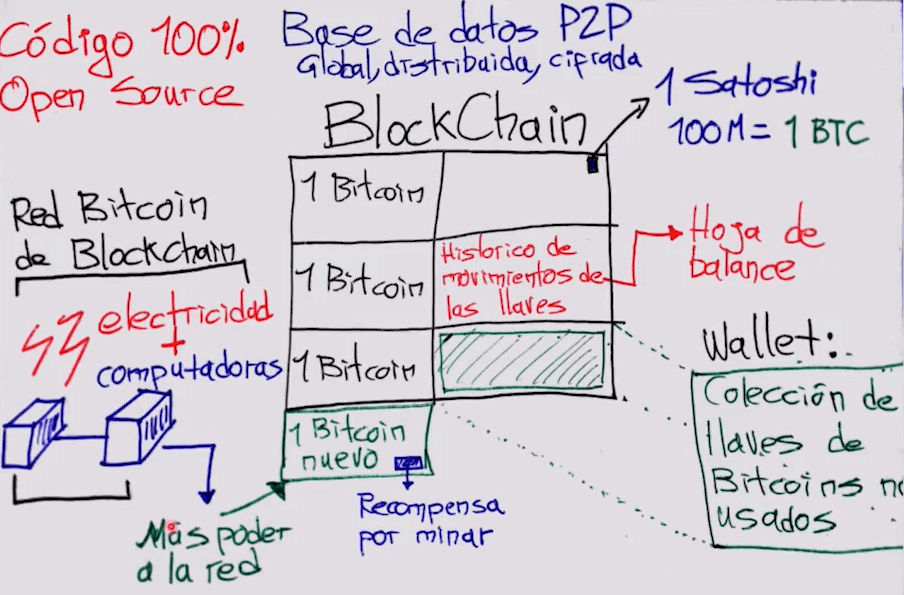 Código 100%
Open Source
Base de datos P2P
Global, distribuida, cifrada
BlockChain
1 Satoshi
100M = 1 BTC
Red Bitcoin
de Blockchain
electricidad
+
computadoras
1 Bitcoin
1 Bitcoin
Histórico de
movimientos de
las llaves
1 Bitcoin
Hoja de
balance
1 Bitcoin
nuevo
Recompensa
por minar
Más poder
a la red
Wallet:
Colección de
llaves de
Bitcoins no
usados